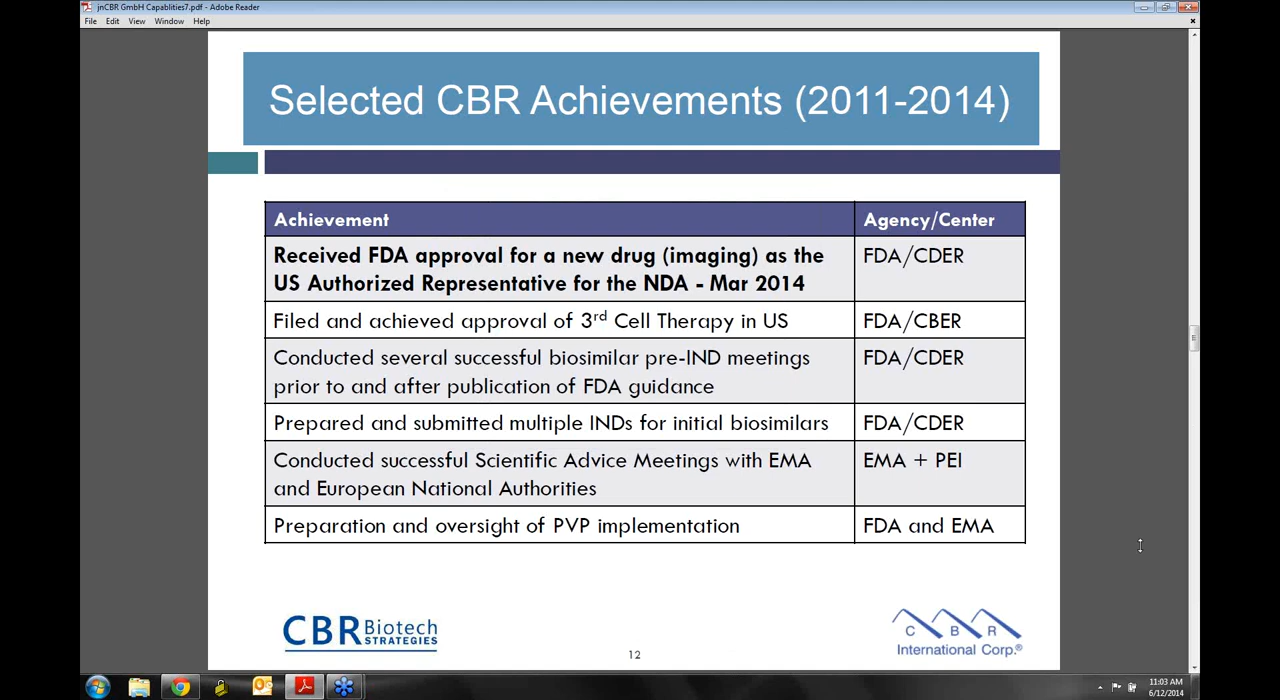 jnCBR GmbH Capablities7.pdf - Adobe Reader
File Edit View Window Help
Selected CBR Achievements (2011-2014)
Achievement Agency/Center
Received FDA approval for a new drug (imaging) as the FDA/CDER
US Authorized Representative for the NDA - Mar 2014
Filed and achieved approval of 3rd Cell Therapy in US FDA/CBER
Conducted several successful biosimilar pre-IND meetings FDA/CDER
prior to and after publication of FDA guidance
Prepared and submitted multiple INDs for initial biosimilars FDA/CDER
Conducted successful Scientific Advice Meetings with EMA EMA + PEI
and European National Authorities
Preparation and oversight of PVP implementation FDA and EMA
CBR Biotech STRATEGIES
C B R
International Corp.®
12
11:03 AM
6/12/2014